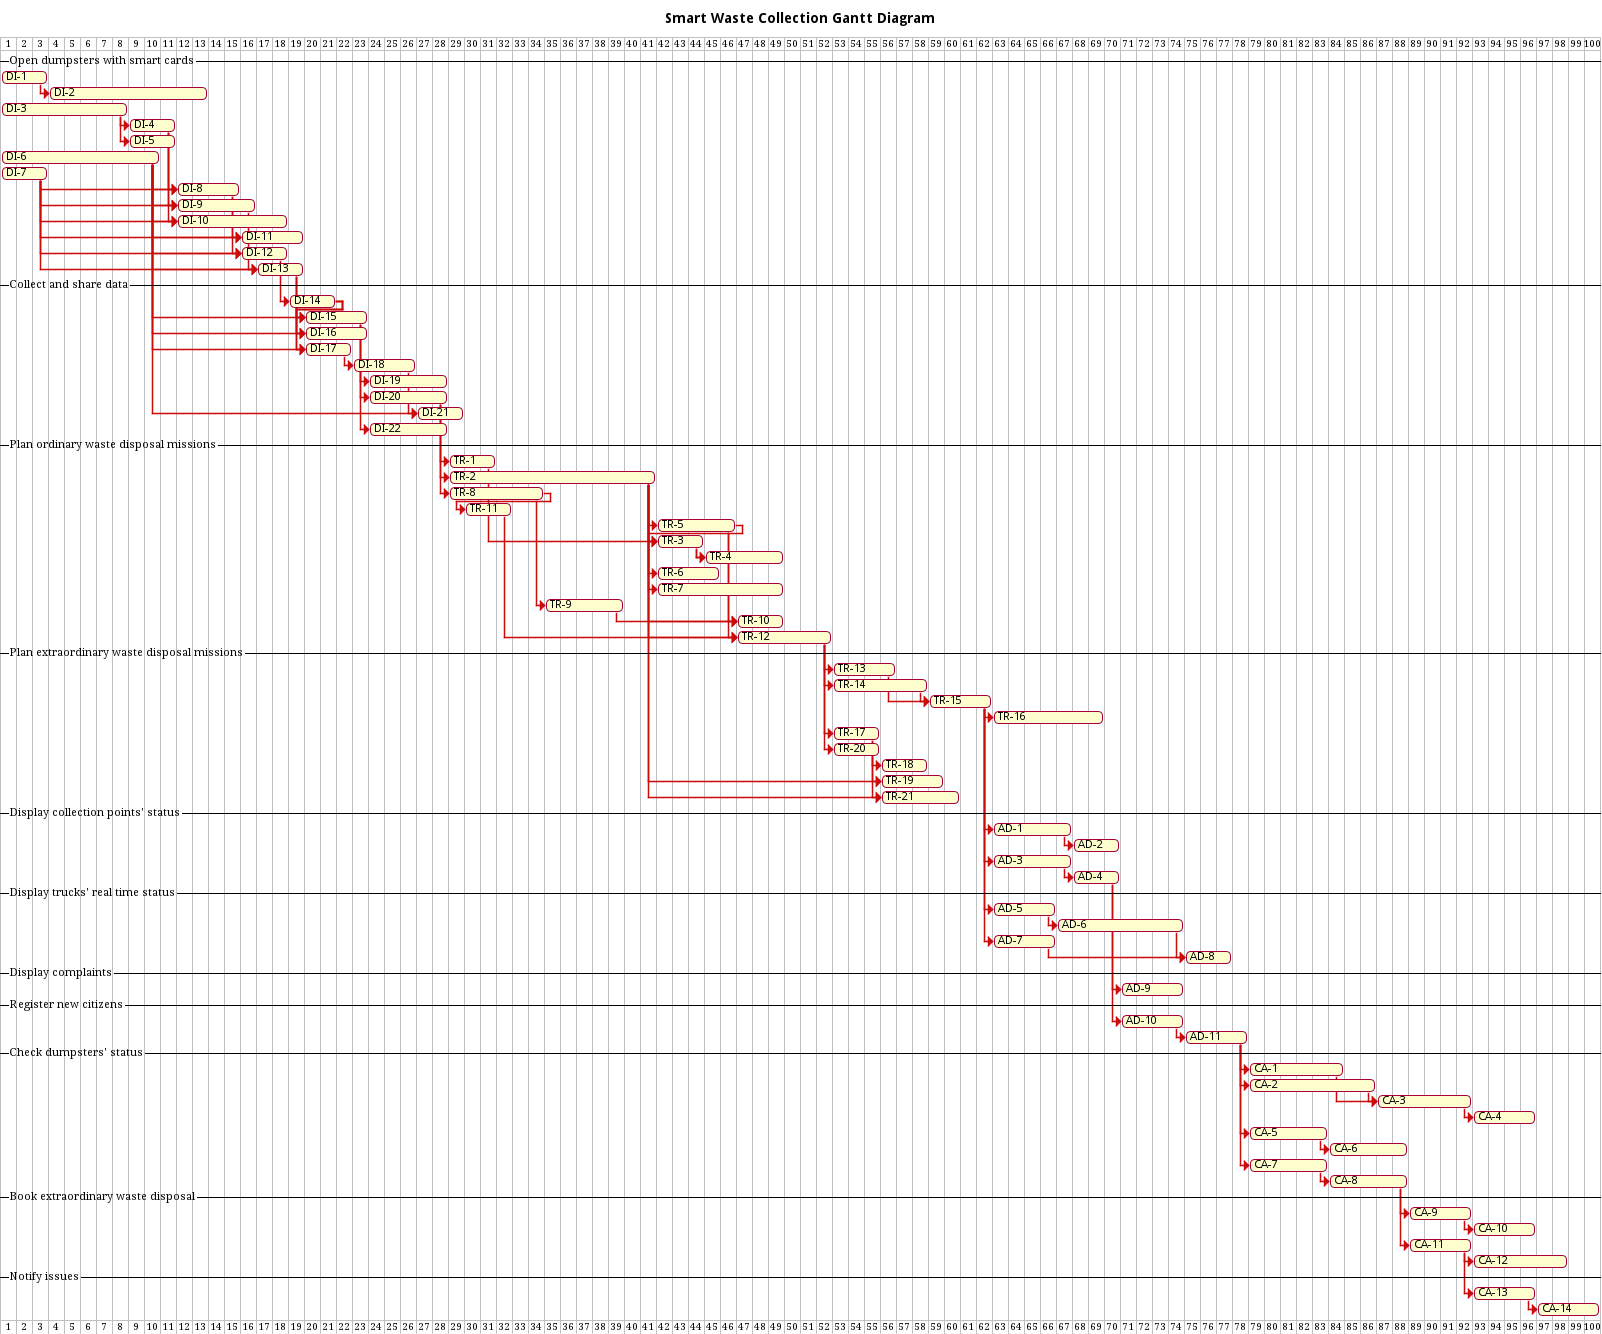 Smart Waste Collection Gantt Diagram
1 2 3 4 5 6 7 8 9 10 11 12 13 14 15 16 17 18 19 20 21 22 23 24 25 26 27 28 29 30 31 32 33 34 35 36 37 38 39 40 41 42 43 44 45 46 47 48 49 50 51 52 53 54 55 56 57 58 59 60 61 62 63 64 65 66 67 68 69 70 71 72 73 74 75 76 77 78 79 80 81 82 83 84 85 86 87 88 89 90 91 92 93 94 95 96 97 98 99 100
Open dumpsters with smart cards
DI-1
DI-2
DI-3
DI-4
DI-5
DI-6
DI-7
DI-8
DI-9
DI-10
DI-11
DI-12
DI-13
Collect and share data
DI-14
DI-15
DI-16
DI-17
DI-18
DI-19
DI-20
DI-21
DI-22
Plan ordinary waste disposal missions
TR-1
TR-2
TR-8
TR-11
TR-5
TR-3
TR-4
TR-6
TR-7
TR-9
TR-10
TR-12
Plan extraordinary waste disposal missions
TR-13
TR-14
TR-15
TR-16
TR-17
TR-20
TR-18
TR-19
TR-21
Display collection points' status
AD-1
AD-2
AD-3
AD-4
Display trucks' real time status
AD-5
AD-6
AD-7
AD-8
Display complaints
AD-9
Register new citizens
AD-10
AD-11
Check dumpsters' status
CA-1
CA-2
CA-3
CA-4
CA-5
CA-6
CA-7
CA-8
Book extraordinary waste disposal
CA-9
CA-10
CA-11
CA-12
Notify issues
CA-13
CA-14
1 2 3 4 5 6 7 8 9 10 11 12 13 14 15 16 17 18 19 20 21 22 23 24 25 26 27 28 29 30 31 32 33 34 35 36 37 38 39 40 41 42 43 44 45 46 47 48 49 50 51 52 53 54 55 56 57 58 59 60 61 62 63 64 65 66 67 68 69 70 71 72 73 74 75 76 77 78 79 80 81 82 83 84 85 86 87 88 89 90 91 92 93 94 95 96 97 98 99 100